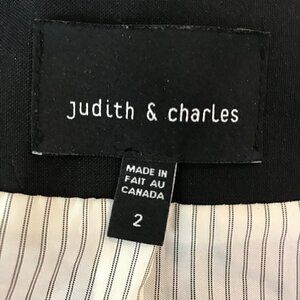 judith & charles
MADE IN
FAIT AU
CANADA
2